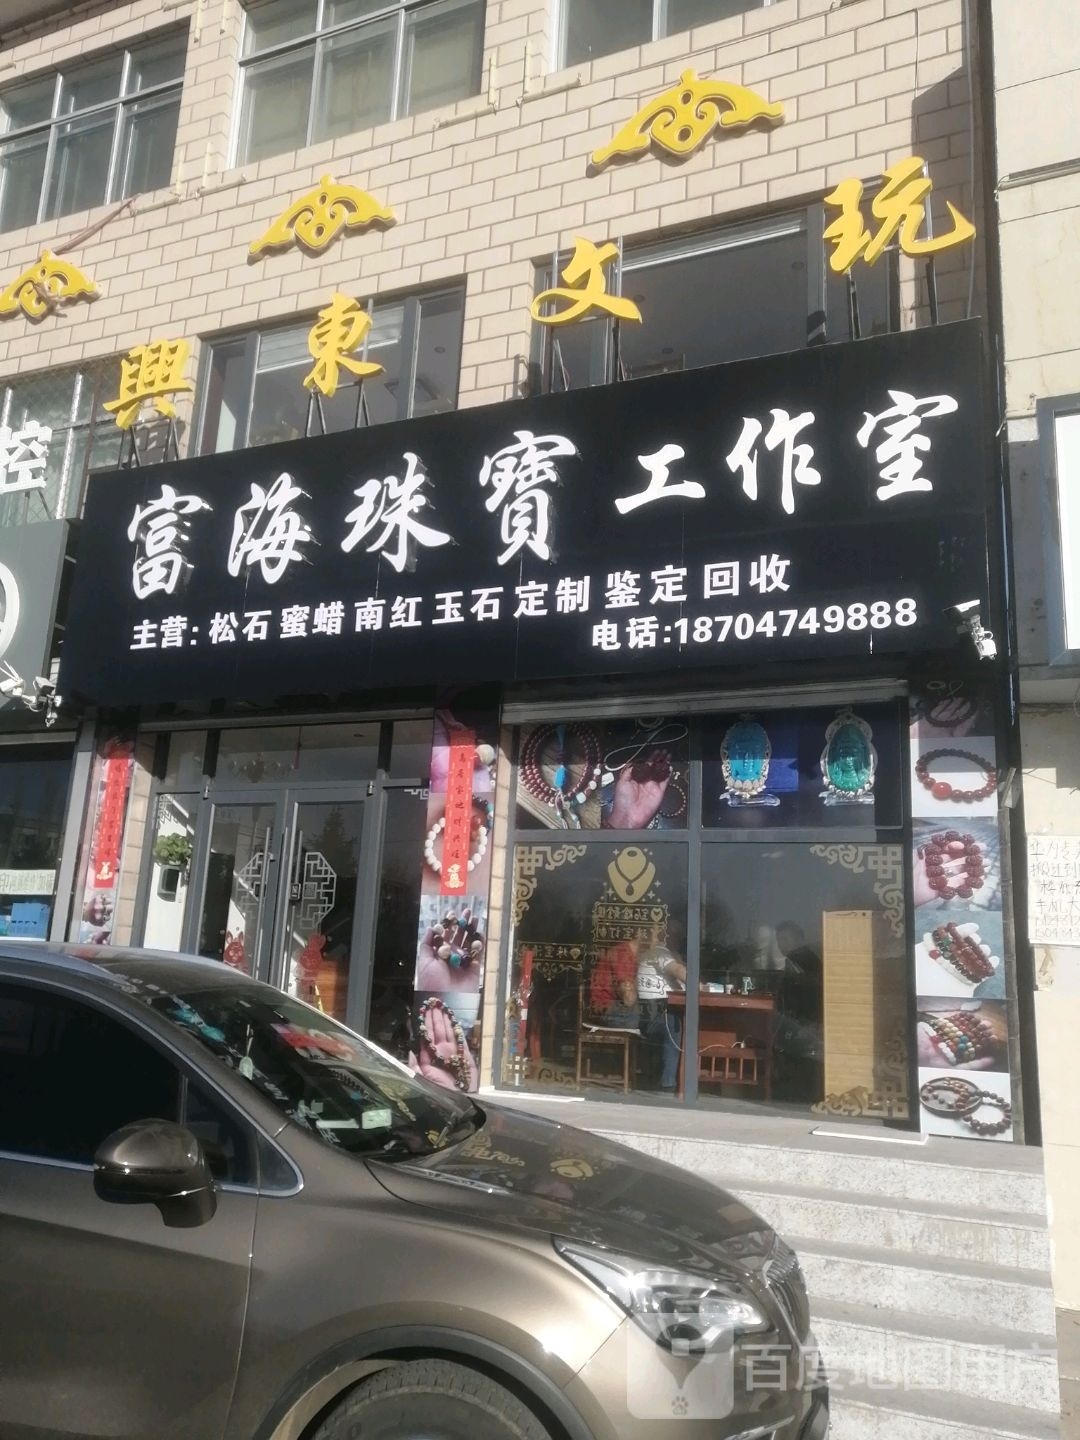 興東文玩
控
富海珠寶工作室
主营:松石蜜蜡南红玉石定制鉴定回收
电话:18704749888
百度地图用户